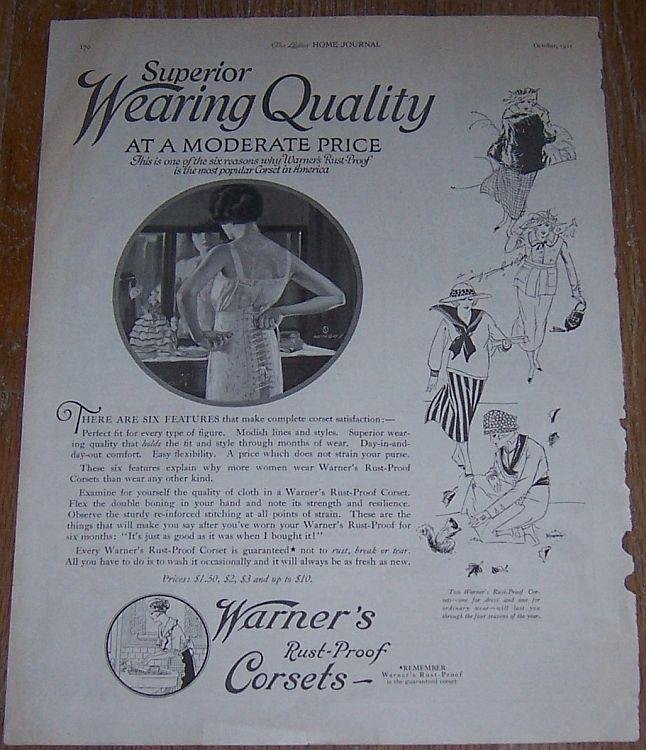 170
The Ladies' HOME JOURNAL
October, 1921
Superior
Wearing Quality
AT A MODERATE PRICE
This is one of the six reasons why Warner's Rust-Proof
is the most popular Corset in America
THERE ARE SIX FEATURES that make complete corset satisfaction:—
Perfect fit for every type of figure. Modish lines and styles. Superior wear-
ing quality that holds the fit and style through months of wear. Day-in-and-
day-out comfort. Easy flexibility. A price which does not strain your purse.
These six features explain why more women wear Warner's Rust-Proof
Corsets than wear any other kind.
Examine for yourself the quality of cloth in a Warner's Rust-Proof Corset.
Flex the double boning in your hand and note its strength and resilience.
Observe the sturdy re-inforced stitching at all points of strain. These are the
things that will make you say after you've worn your Warner's Rust-Proof for
six months: "It's just as good as it was when I bought it!"
Every Warner's Rust-Proof Corset is guaranteed* not to rust, break or tear.
All you have to do is to wash it occasionally and it will always be as fresh as new.
Prices: $1.50, $2, $3 and up to $10.
Two Warner's Rust-Proof Cor-
sets—one for dress and one for
ordinary wear—will last you
through the four seasons of the year.
Warner's
Rust-Proof
Corsets—
*REMEMBER
Warner's Rust-Proof
is the guaranteed corset